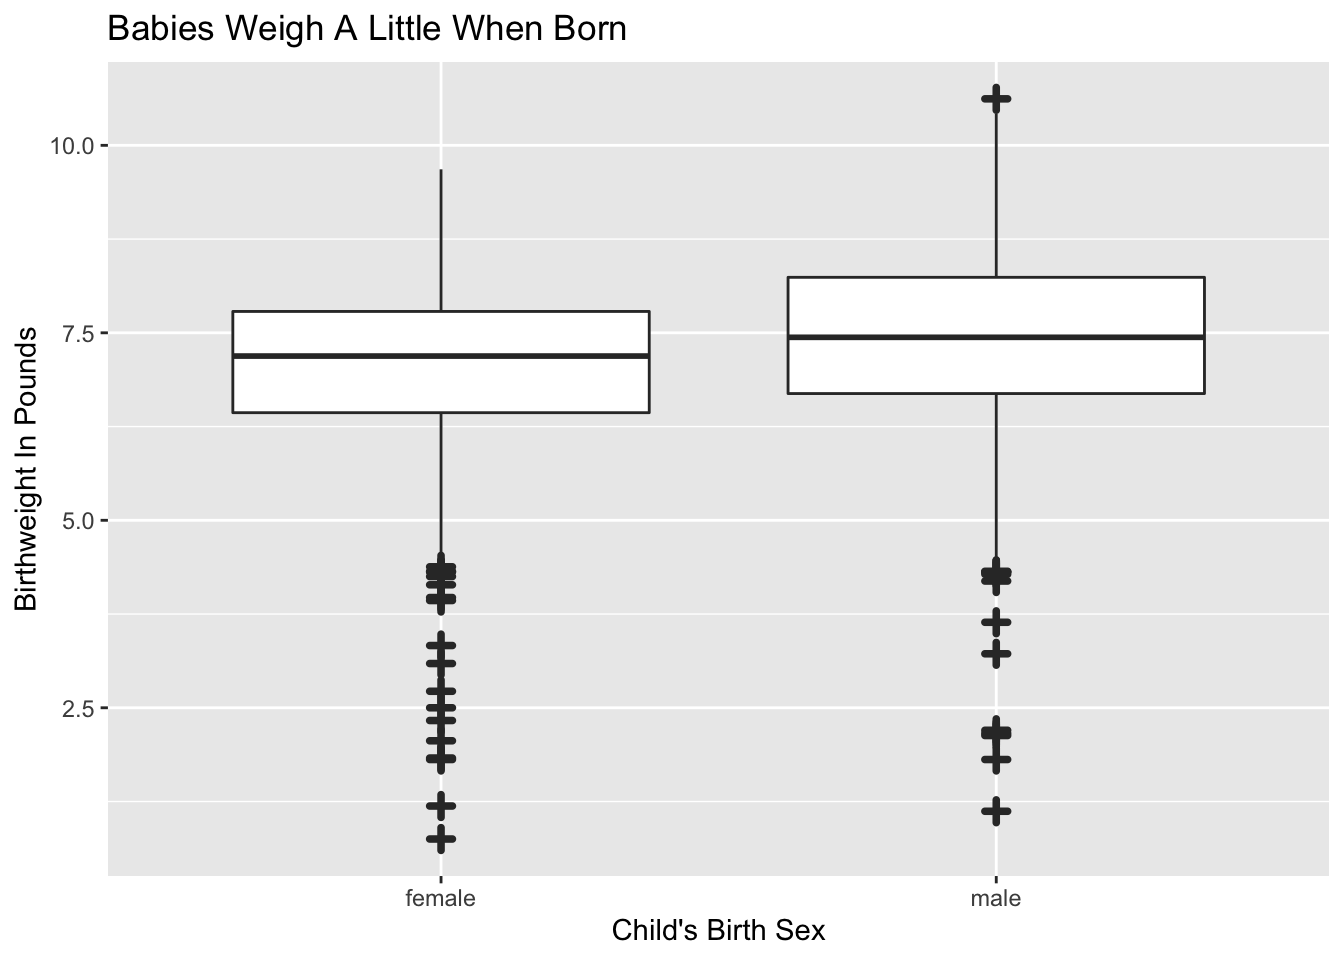 Babies Weigh A Little When Born
Birthweight In Pounds
10.0
7.5
5.0
2.5
female
male
Child's Birth Sex